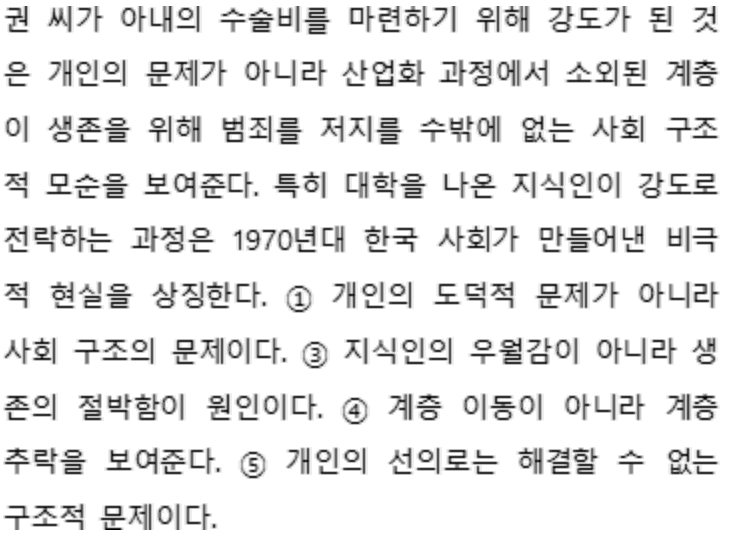 권 씨가 아내의 수술비를 마련하기 위해 강도가 된 것
은 개인의 문제가 아니라 산업화 과정에서 소외된 계층
이 생존을 위해 범죄를 저지를 수밖에 없는 사회 구조
적 모순을 보여준다. 특히 대학을 나온 지식인이 강도로
전락하는 과정은 1970년대 한국 사회가 만들어낸 비극
적 현실을 상징한다. ① 개인의 도덕적 문제가 아니라
사회 구조의 문제이다. ③ 지식인의 우월감이 아니라 생
존의 절박함이 원인이다. ④ 계층 이동이 아니라 계층
추락을 보여준다. ⑤ 개인의 선의로는 해결할 수 없는
구조적 문제이다.